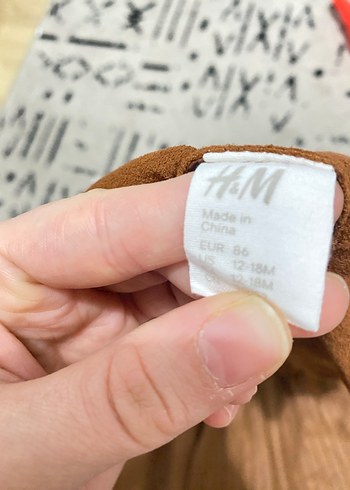 H&M
Made in
China
EUR 86
US 12-18M
12-18M